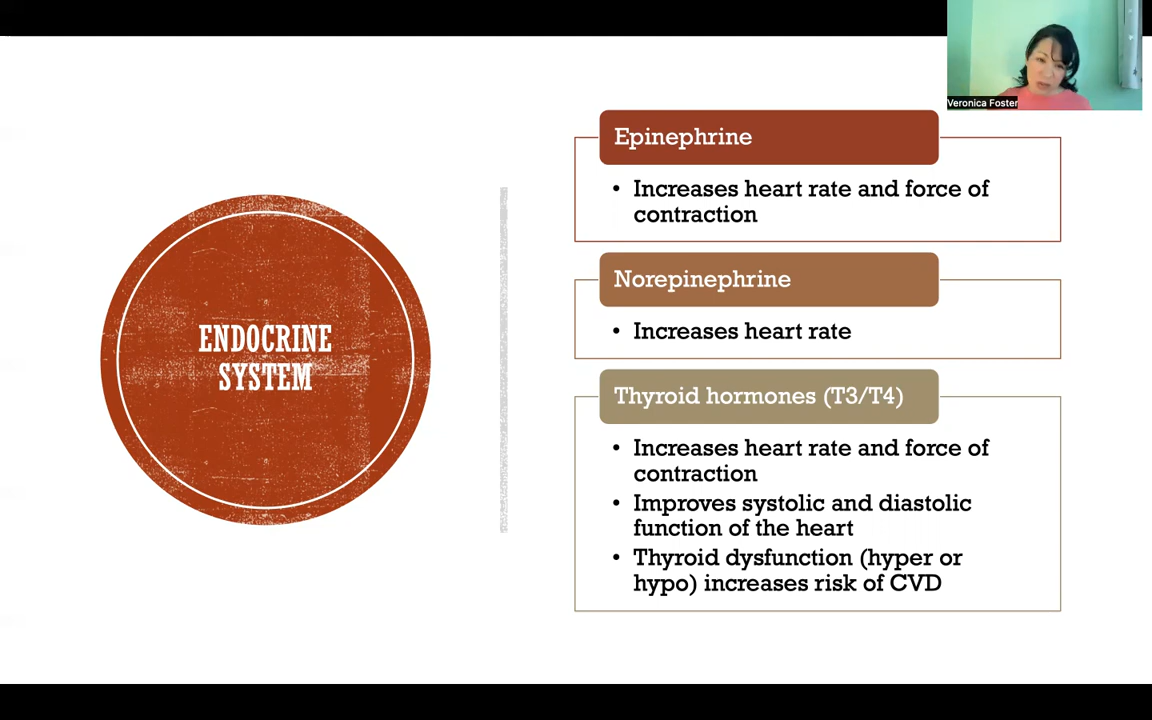 Veronica Foster
ENDOCRINE
SYSTEM
Epinephrine
• Increases heart rate and force of
contraction
Norepinephrine
• Increases heart rate
Thyroid hormones (T3/T4)
• Increases heart rate and force of
contraction
• Improves systolic and diastolic
function of the heart
• Thyroid dysfunction (hyper or
hypo) increases risk of CVD